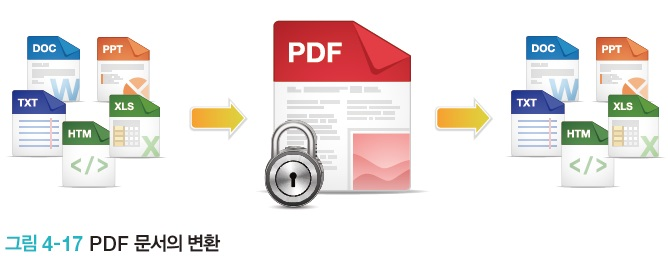 DOC PPT
TXT XLS
HTM
PDF
DOC PPT
TXT XLS
HTM
그림 4-17 PDF 문서의 변환